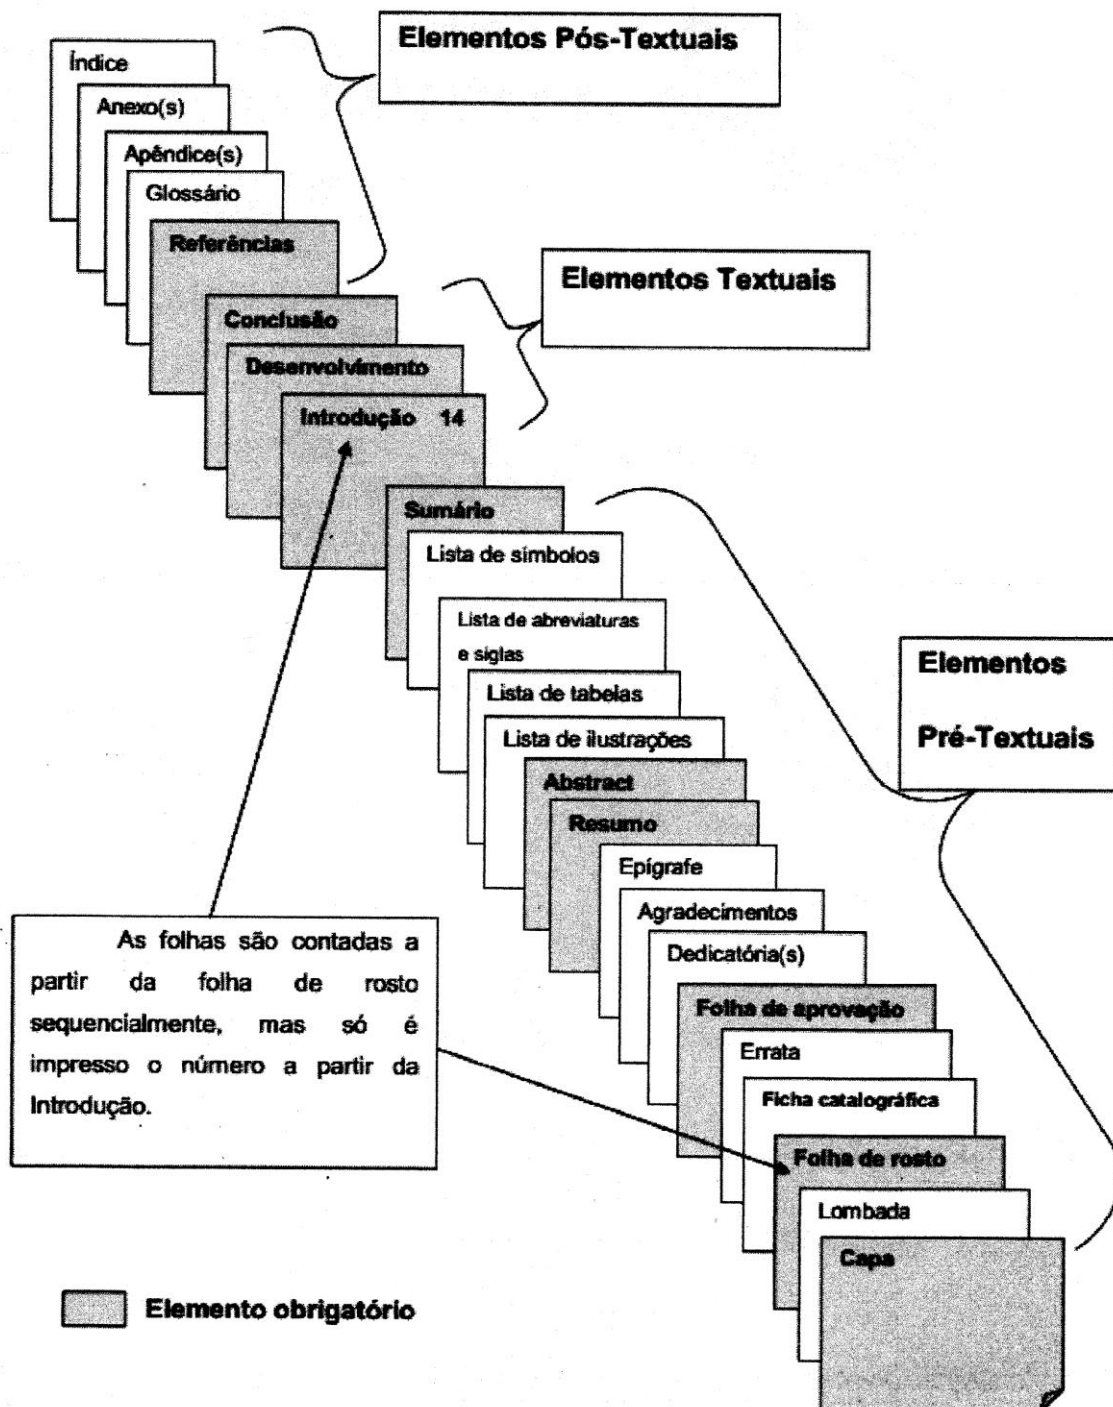 Elementos Pós-Textuais
Índice
Anexo(s)
Apêndice(s)
Glossário
Referências
Elementos Textuais
Conclusão
Desenvolvimento
Introdução 14
Sumário
Lista de símbolos
Lista de abreviaturas
e siglas
Lista de tabelas
Lista de ilustrações
Elementos
Pré-Textuais
Abstract
Resumo
Epígrafe
Agradecimentos
Dedicatória(s)
Folha de aprovação
Errata
Ficha catalográfica
Folha de rosto
Lombada
Capa
As folhas são contadas a
partir da folha de rosto
sequencialmente, mas só é
impresso o número a partir da
Introdução.
Elemento obrigatório